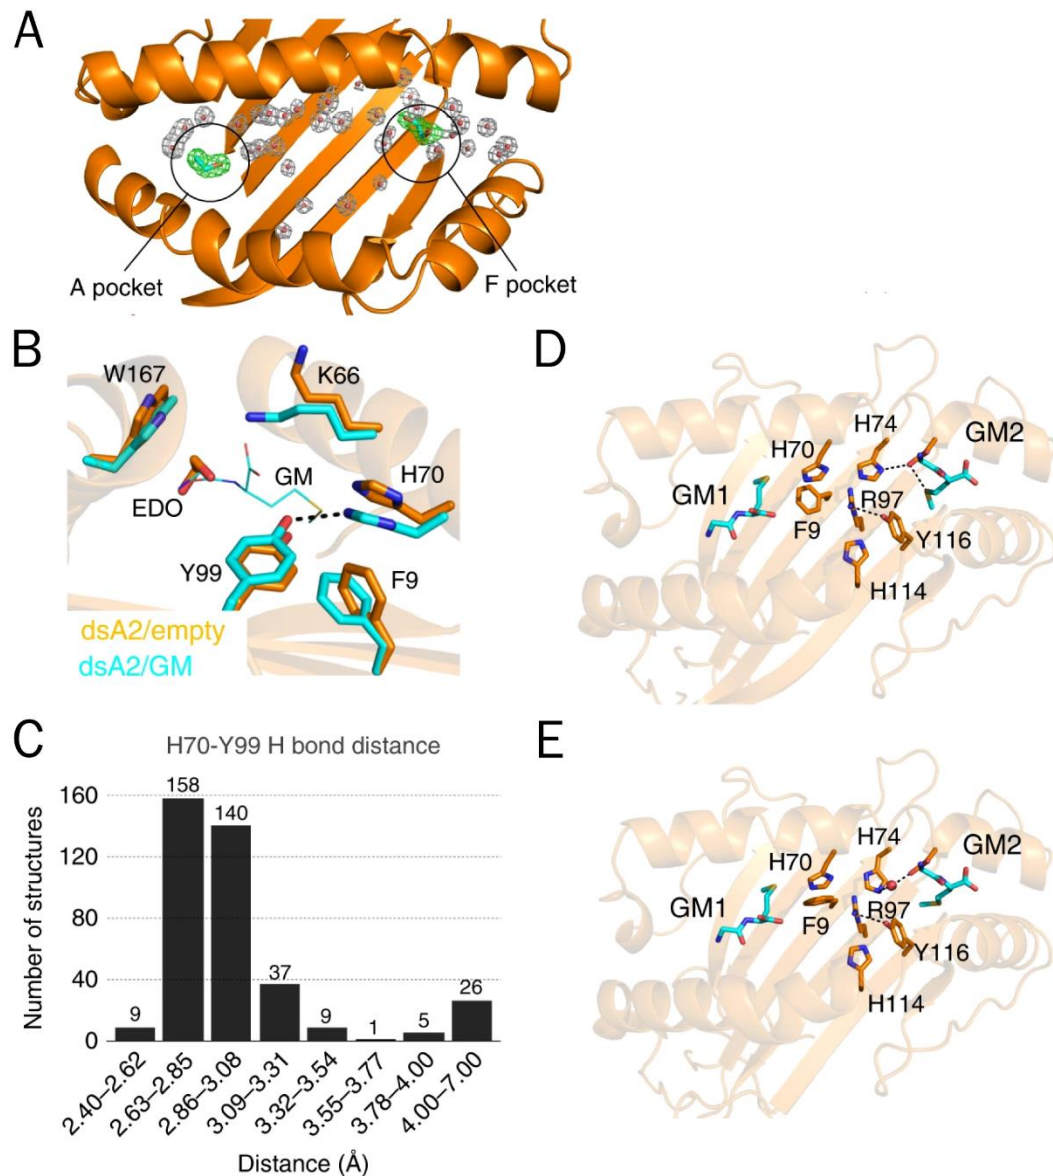 A
A pocket
F pocket
B
W167
K66
EDO
GM
H70
Y99
F9
dsA2/empty
dsA2/GM
C
H70-Y99 H bond distance
Number of structures
160
120
80
40
0
9
158
140
37
9
1
5
26
2.40–2.62
2.63–2.85
2.86–3.08
3.09–3.31
3.32–3.54
3.55–3.77
3.78–4.00
4.00–7.00
Distance (Å)
D
H74
H70
GM2
GM1
R97
F9
Y116
H114
E
H74
H70
GM2
GM1
R97
F9
Y116
H114